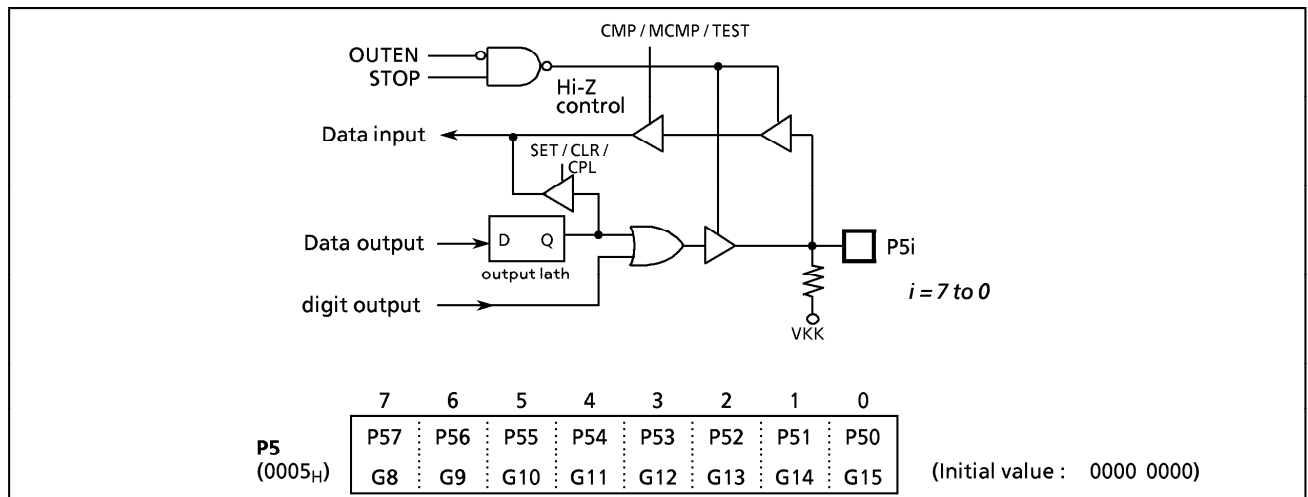 CMP / MCMP / TEST
OUTEN
STOP
Hi-Z
control
Data input
SET / CLR /
CPL
Data output
D Q
output lath
P5i
digit output
i = 7 to 0
VKK
7 6 5 4 3 2 1 0
P5
(0005H)
P57 P56 P55 P54 P53 P52 P51 P50
G8 G9 G10 G11 G12 G13 G14 G15
(Initial value : 0000 0000)